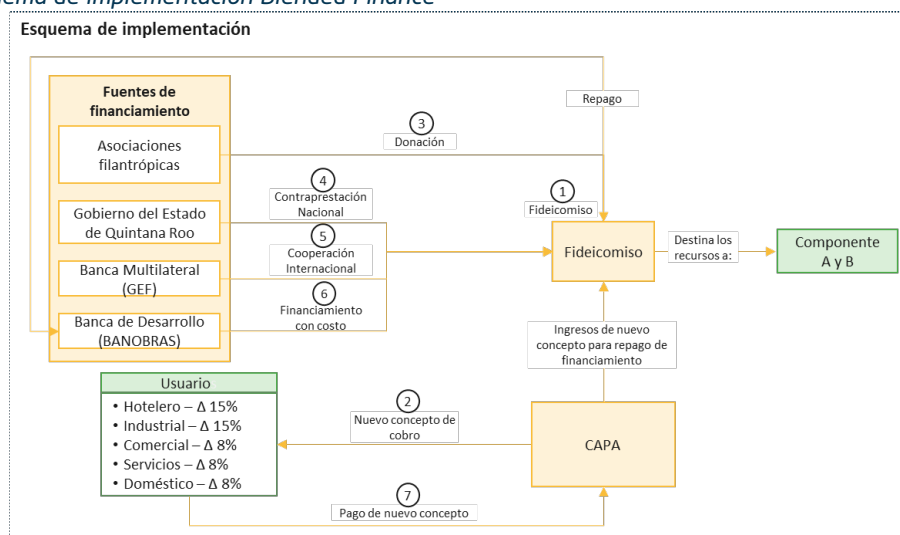 Esquema de implementación Blended Finance
Esquema de implementación
Fuentes de
financiamiento
Asociaciones
filantrópicas
Gobierno del Estado
de Quintana Roo
Banca Multilateral
(GEF)
Banca de Desarrollo
(BANOBRAS)
Repago
3
Donación
4
Contraprestación
Nacional
5
Cooperación
Internacional
6
Financiamiento
con costo
1
Fideicomiso
Fideicomiso
Destina los
recursos a:
Componente
A y B
Ingresos de nuevo
concepto para repago de
financiamiento
Usuario
• Hotelero – Δ 15%
• Industrial – Δ 15%
• Comercial – Δ 8%
• Servicios – Δ 8%
• Doméstico – Δ 8%
2
Nuevo concepto de
cobro
CAPA
7
Pago de nuevo concepto